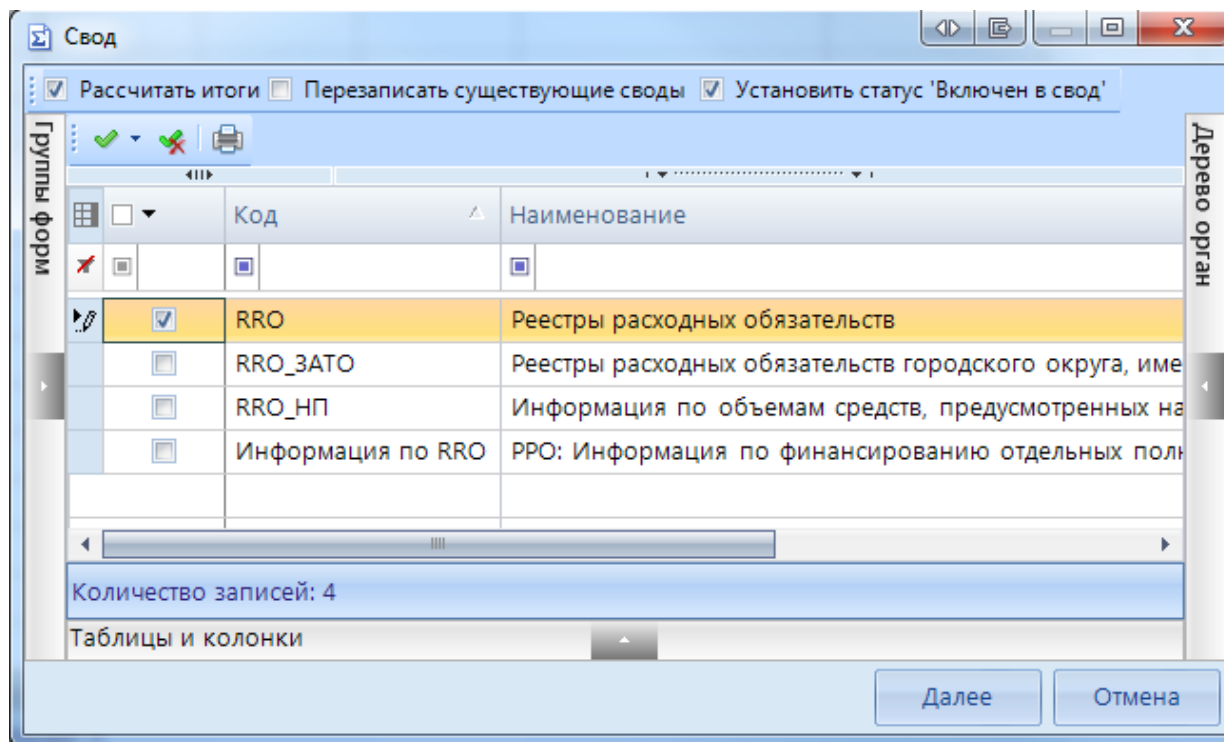 Свод
Рассчитать итоги Перезаписать существующие своды Установить статус 'Включен в свод'
Группы форм
Дерево орган
Код Наименование
RRO Реестры расходных обязательств
RRO_ЗАТО Реестры расходных обязательств городского округа, име
RRO_НП Информация по объемам средств, предусмотренных на
Информация по RRO РРО: Информация по финансированию отдельных полн
Количество записей: 4
Таблицы и колонки
Далее Отмена